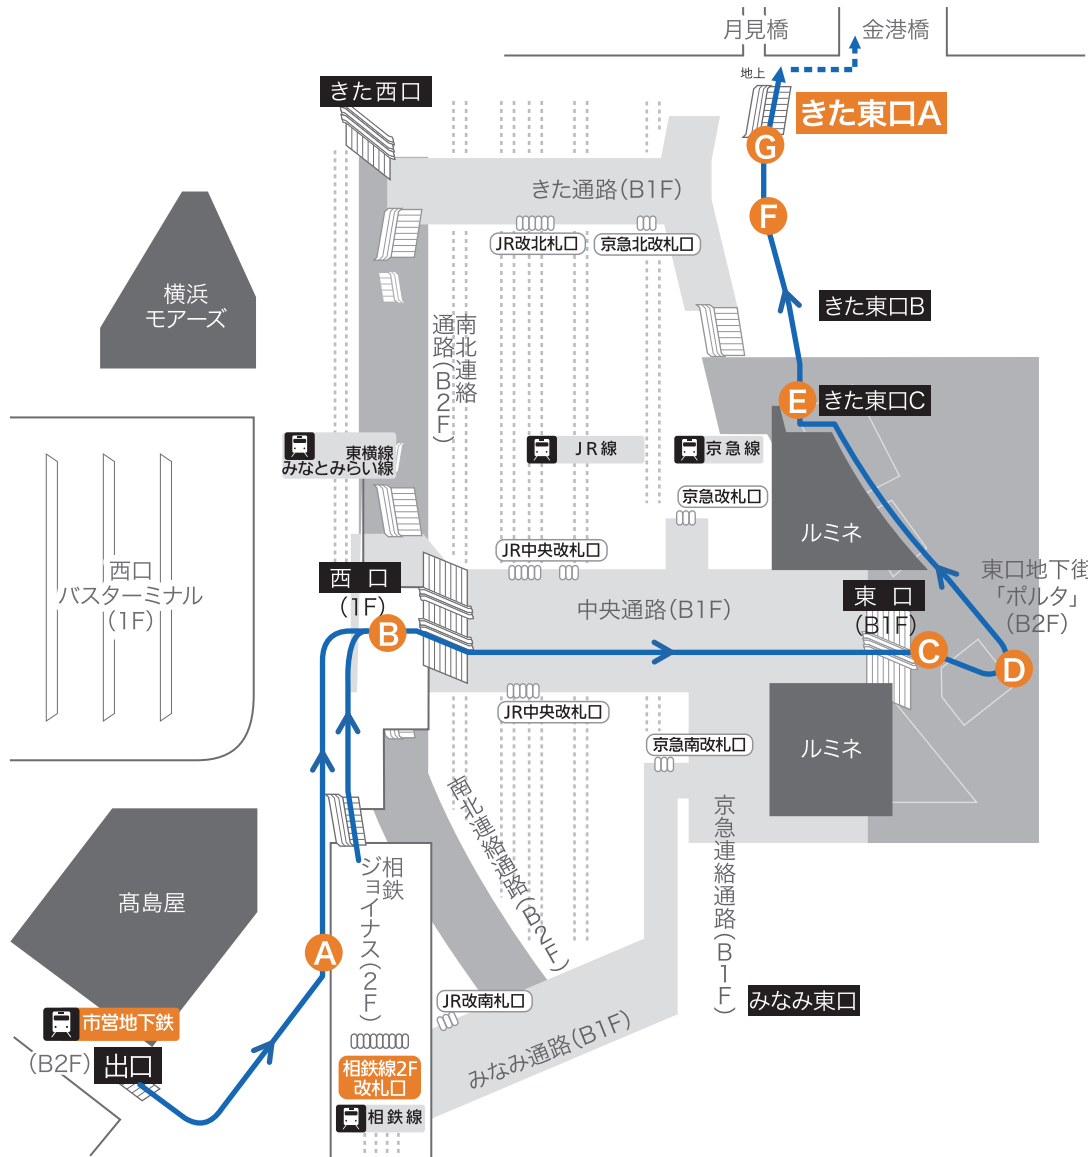 月見橋
金港橋
地上
きた西口
きた東口A
G
きた通路(B1F)
F
JR改北札口
京急北改札口
横浜
モアーズ
きた東口B
南北連絡
通路(B2F)
E
きた東口C
東横線
みなとみらい線
JR線
京急線
京急改札口
ルミネ
JR中央改札口
西口
バスターミナル
(1F)
西口
(1F)
東口地下街
「ポルタ」
(B2F)
東口
(B1F)
中央通路(B1F)
B
C
D
JR中央改札口
京急南改札口
ルミネ
南北連絡通路(B2F)
京急連絡通路(B1F)
相鉄
ジョイナス(2F)
髙島屋
A
JR改南札口
みなみ東口
市営地下鉄
(B2F)
出口
みなみ通路(B1F)
相鉄線2F
改札口
相鉄線